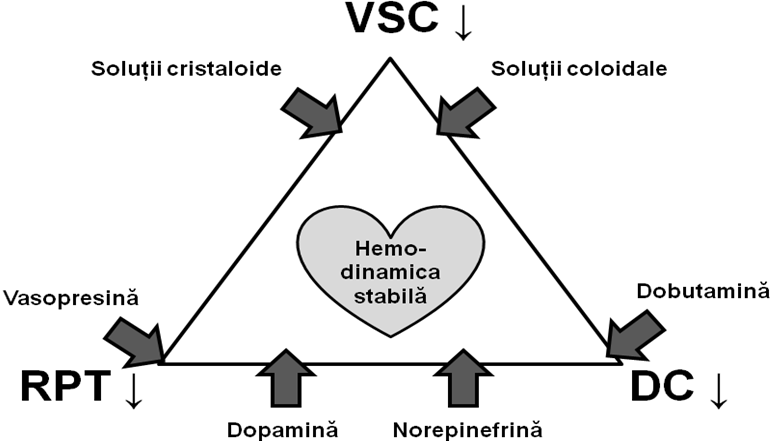 VSC ↓
Soluții cristaloide
Soluții coloidale
Hemo-
dinamica
stabilă
Vasopresină
Dobutamină
RPT ↓
DC ↓
Dopamină
Norepinefrină